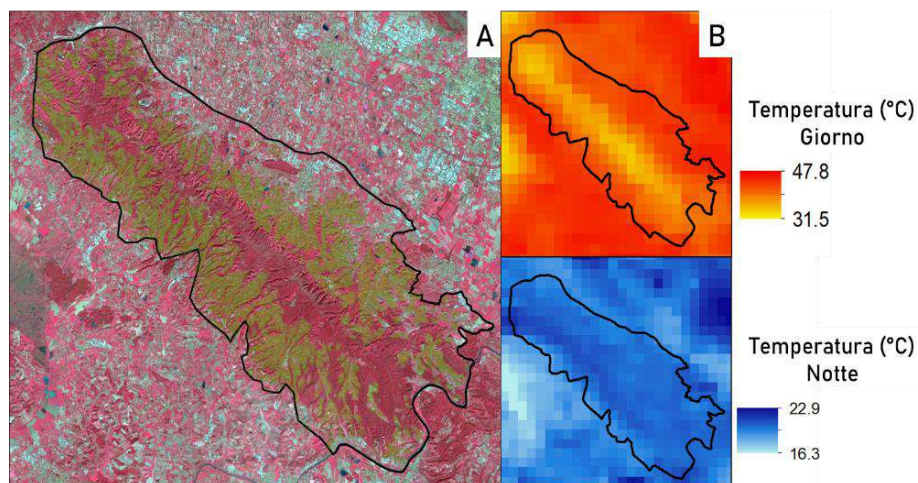 A
B
Temperatura (°C)
Giorno
47.8
31.5
Temperatura (°C)
Notte
22.9
16.3